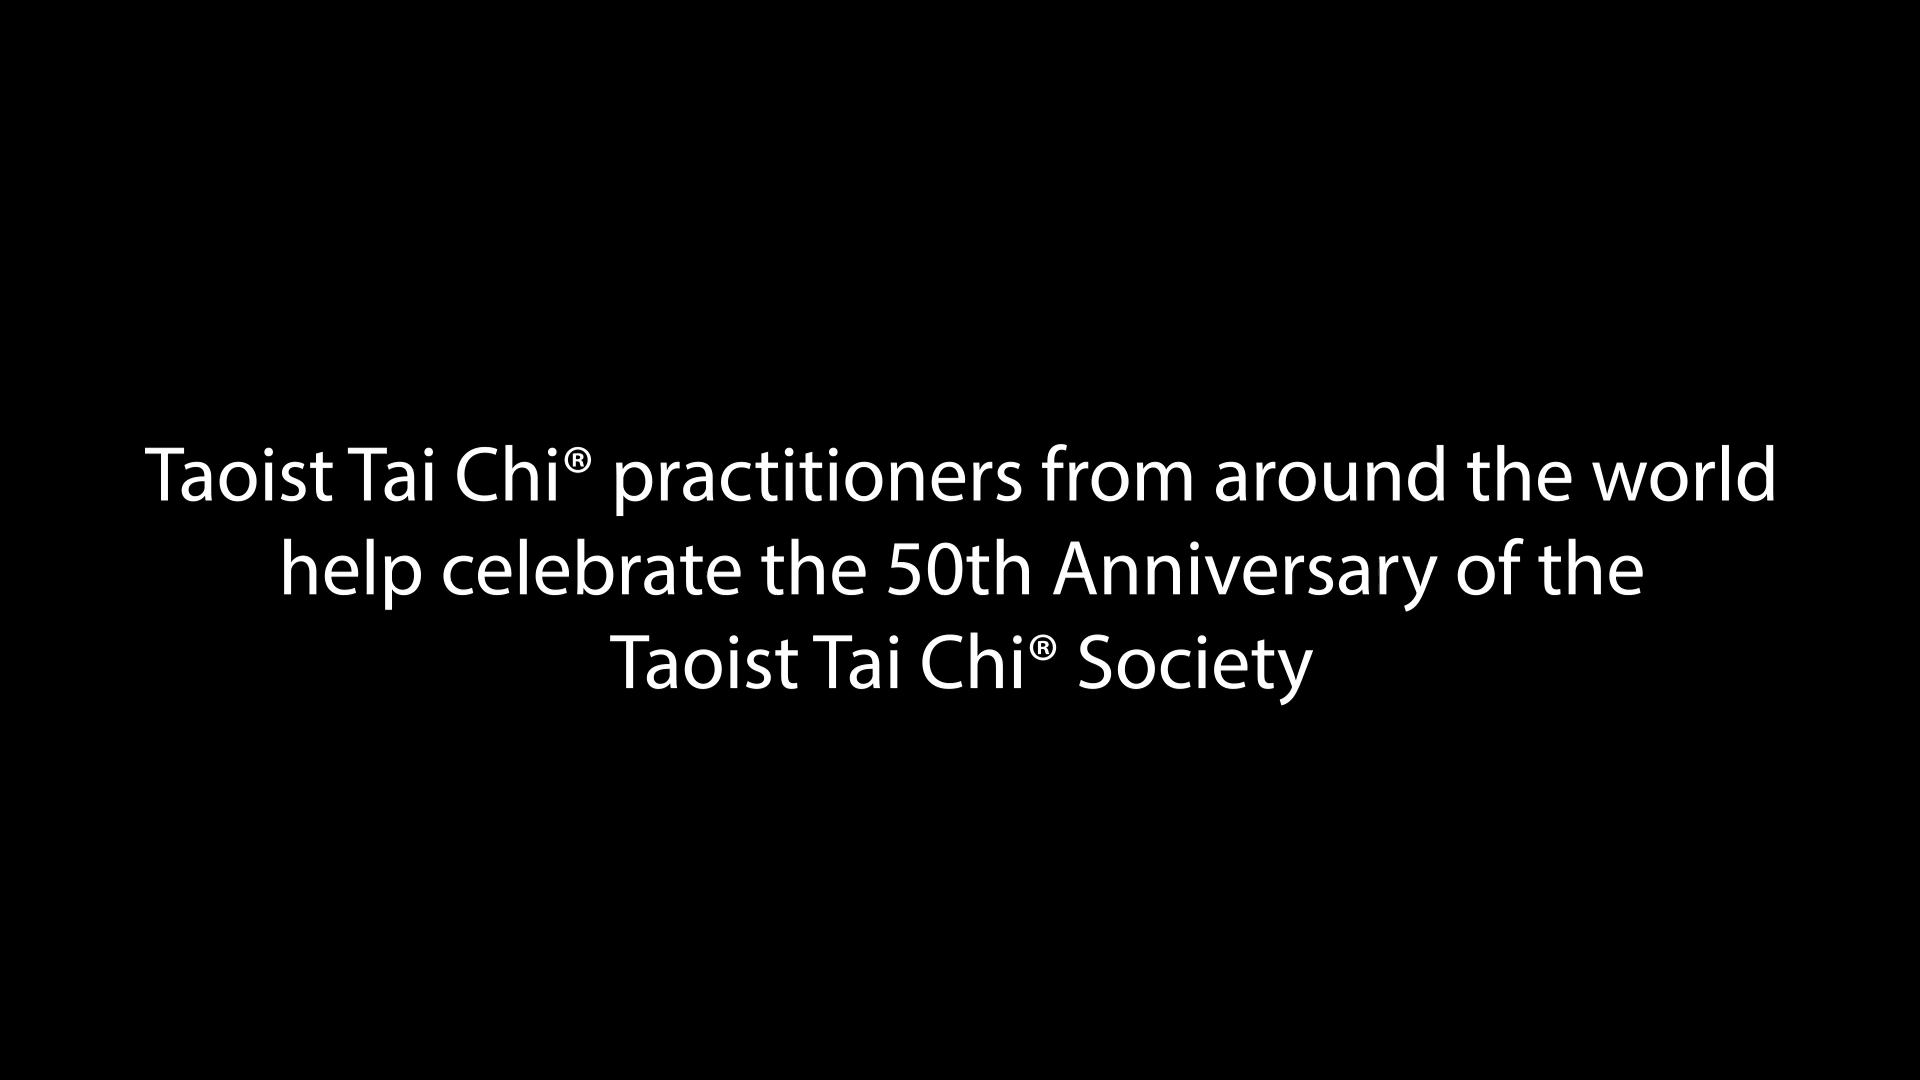 Taoist Tai Chi® practitioners from around the world
help celebrate the 50th Anniversary of the
Taoist Tai Chi® Society